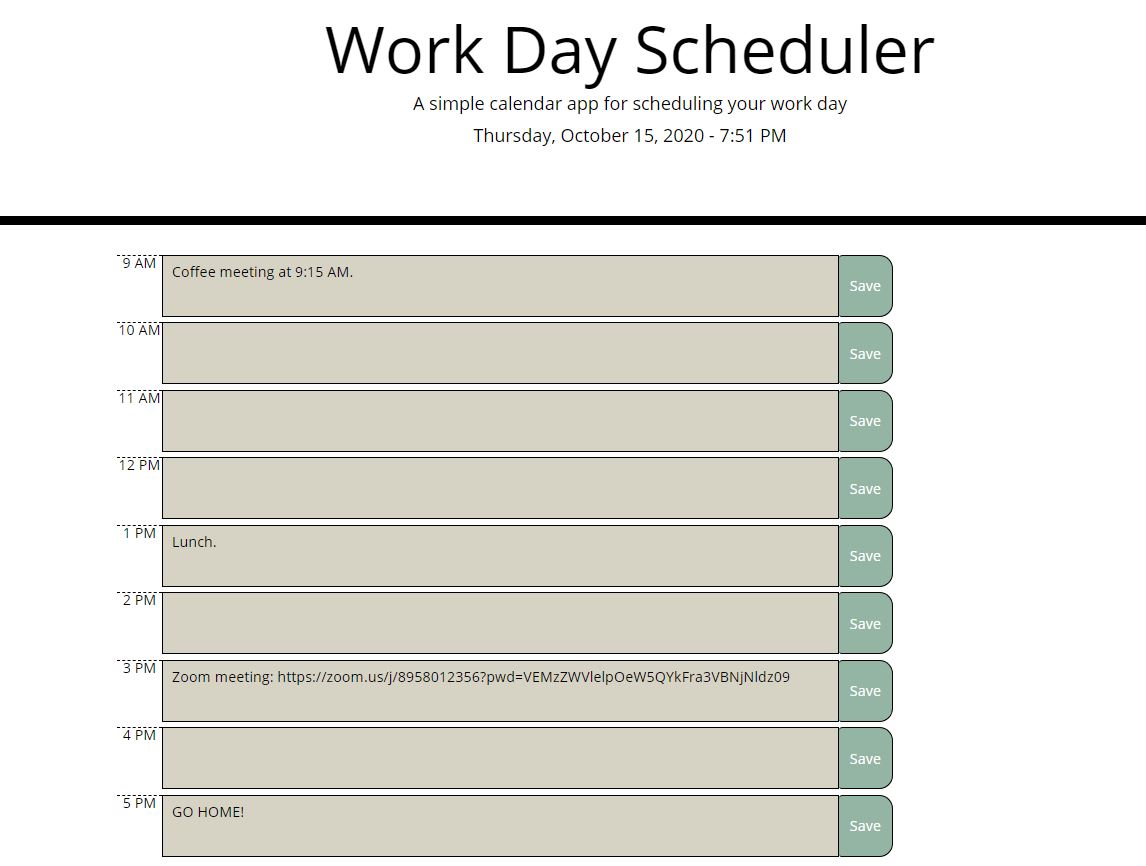 Work Day Scheduler
A simple calendar app for scheduling your work day
Thursday, October 15, 2020 - 7:51 PM
9 AM Coffee meeting at 9:15 AM. Save
10 AM Save
11 AM Save
12 PM Save
1 PM Lunch. Save
2 PM Save
3 PM Zoom meeting: https://zoom.us/j/8958012356?pwd=VEMzZWVlelpOeW5QYkFra3VBNjNldz09 Save
4 PM Save
5 PM GO HOME! Save